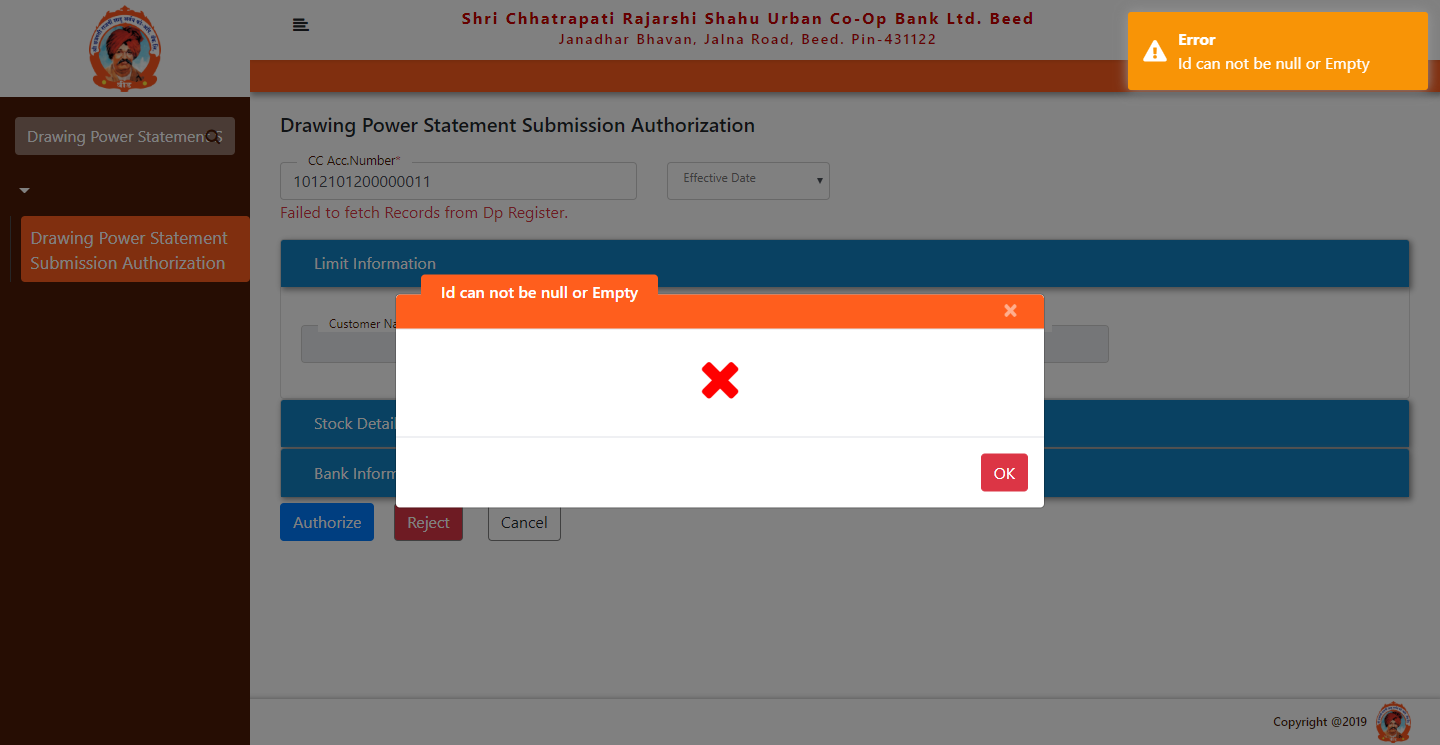 Shri Chhatrapati Rajarshi Shahu Urban Co-Op Bank Ltd. Beed
Janadhar Bhavan, Jalna Road, Beed. Pin-431122
Error
Id can not be null or Empty
Drawing Power Statement
Drawing Power Statement
Submission Authorization
Drawing Power Statement Submission Authorization
CC Acc.Number*
1012101200000011
Effective Date
Failed to fetch Records from Dp Register.
Limit Information
Id can not be null or Empty
Customer Na
Stock Detail
Bank Inform
OK
Authorize
Reject
Cancel
Copyright @2019